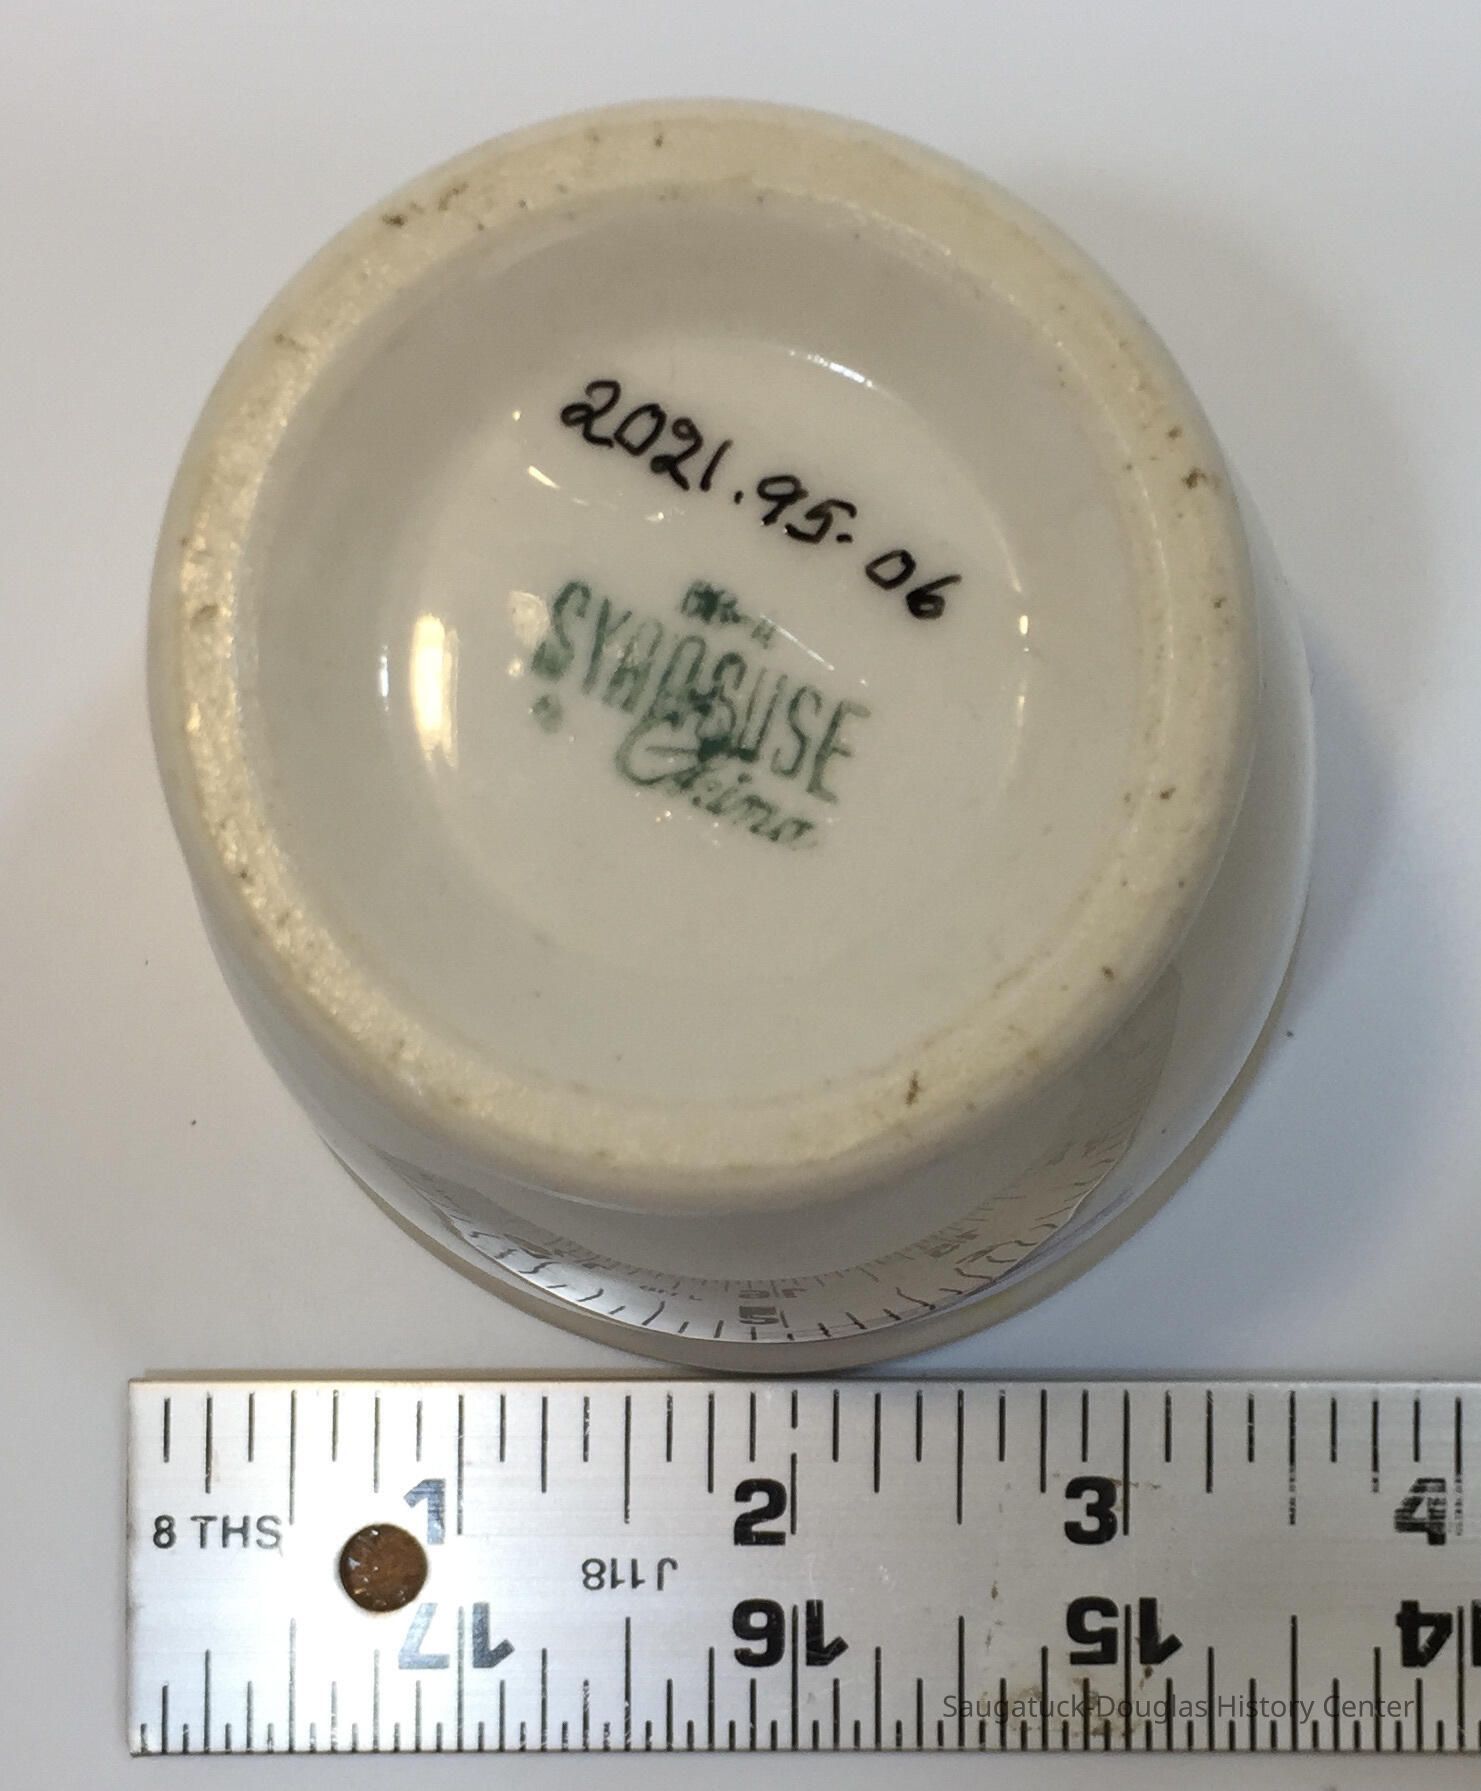 2021.95.06
SYRACUSE
China
8 THS
1 2 3 4
J118
17 16 15 14
Saugatuck-Douglas History Center